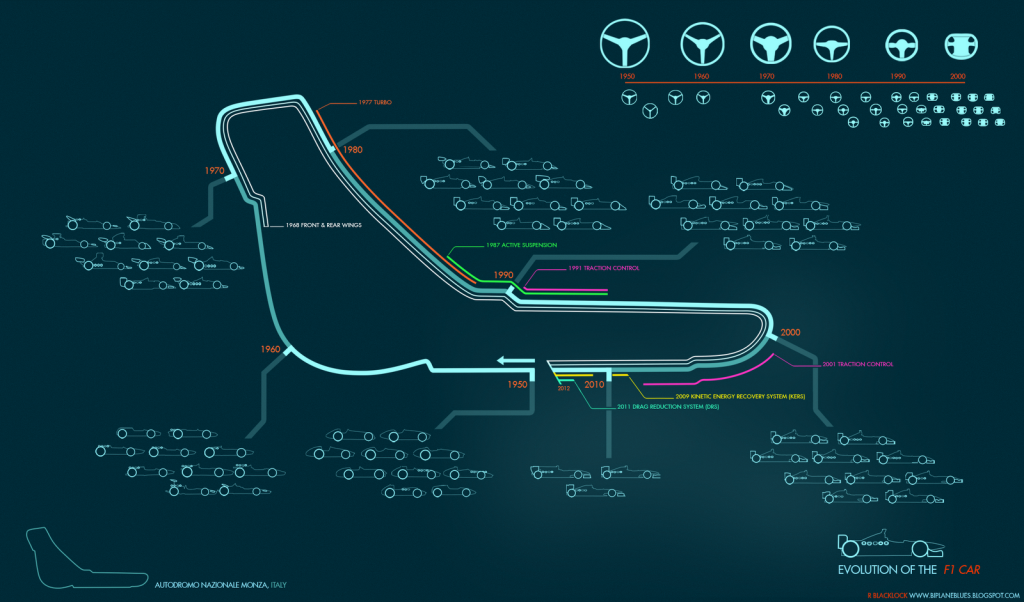 1950 1960 1970 1980 1990 2000
1977 TURBO
1980
1970
1968 FRONT & REAR WINGS
1987 ACTIVE SUSPENSION
1990
1991 TRACTION CONTROL
2000
1960
2001 TRACTION CONTROL
1950
2012
2010
2009 KINETIC ENERGY RECOVERY SYSTEM (KERS)
2011 DRAG REDUCTION SYSTEM (DRS)
EVOLUTION OF THE F1 CAR
AUTODROMO NAZIONALE MONZA, ITALY
R BLACKLOCK WWW.BIPLANEBLUES.BLOGSPOT.COM